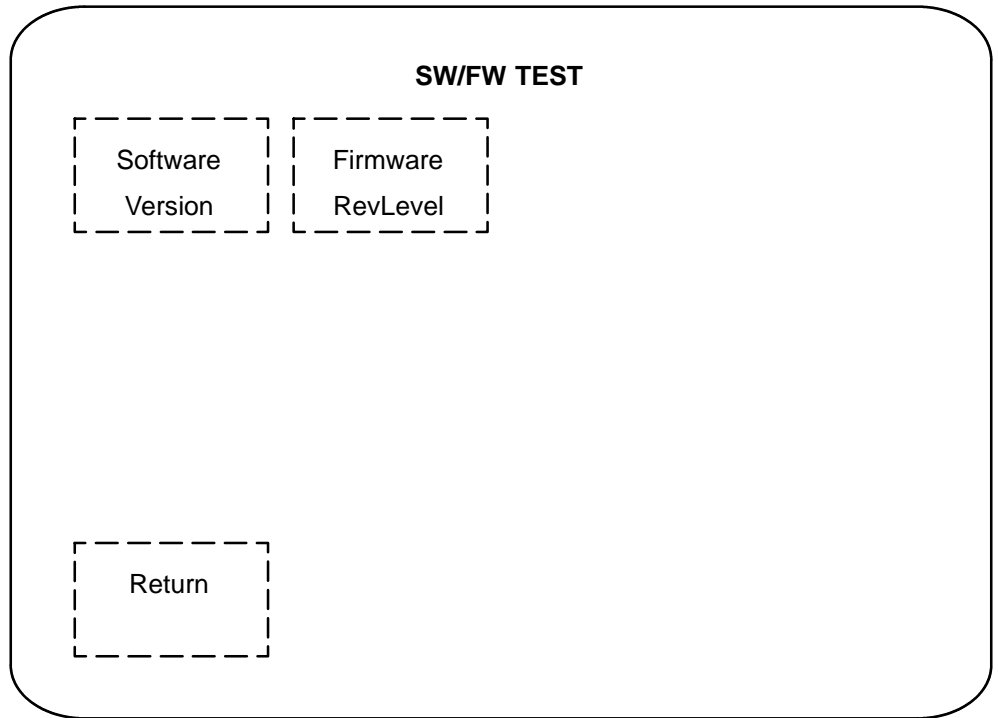 SW/FW TEST
Software
Version
Firmware
RevLevel
Return